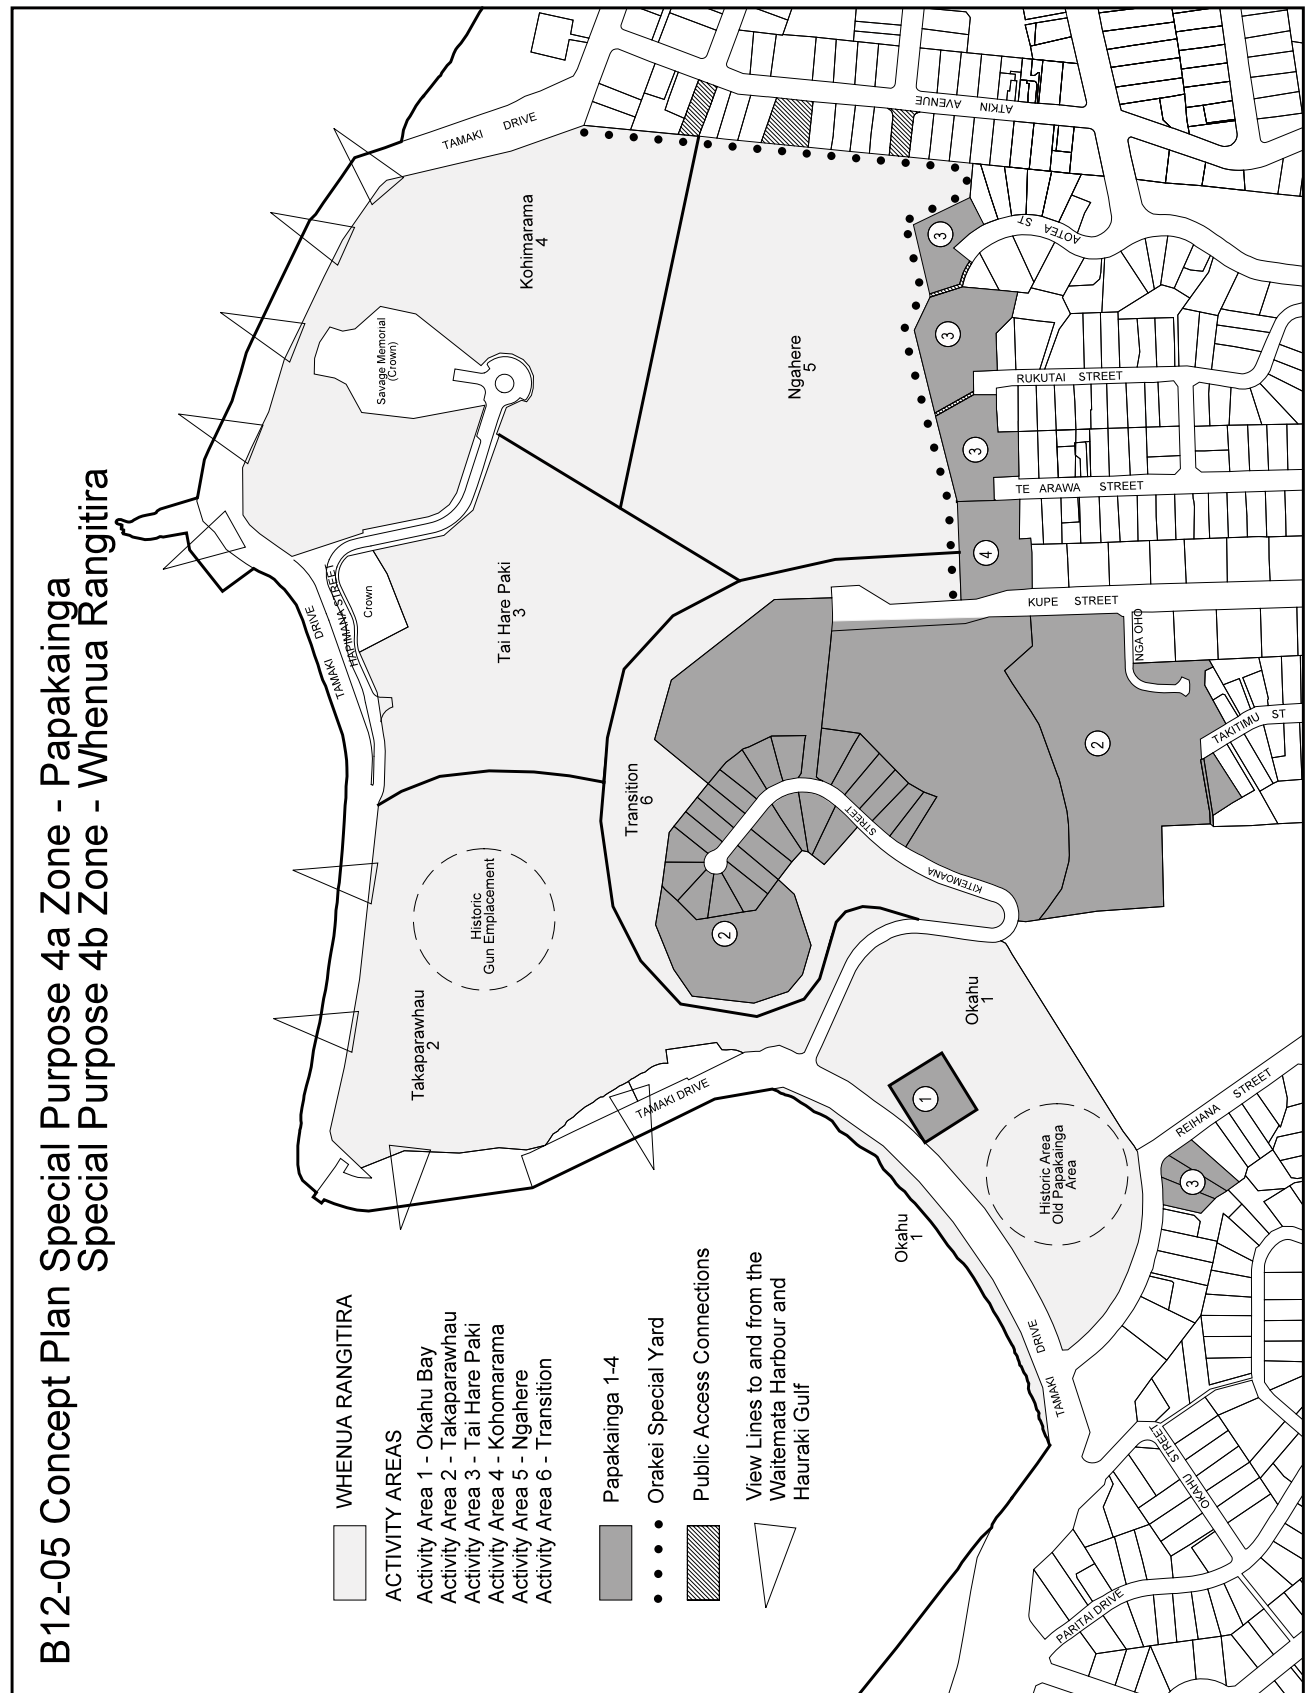 B12-05 Concept Plan Special Purpose 4a Zone - Papakainga
Special Purpose 4b Zone - Whenua Rangitira
WHENUA RANGITIRA
ACTIVITY AREAS
Activity Area 1 - Okahu Bay
Activity Area 2 - Takaparawhau
Activity Area 3 - Tai Hare Paki
Activity Area 4 - Kohomarama
Activity Area 5 - Ngahere
Activity Area 6 - Transition
Papakainga 1-4
Orakei Special Yard
Public Access Connections
View Lines to and from the
Waitemata Harbour and
Hauraki Gulf
Takaparawhau
2
Historic
Gun Emplacement
Tai Hare Paki
3
Crown
TAMAKI DRIVE
HAPIMANA STREET
Savage Memorial
(Crown)
Kohimarama
4
TAMAKI DRIVE
Transition
6
Ngahere
5
2
KITEMOANA
STREET
TAMAKI DRIVE
Okahu
1
1
Okahu
1
Historic Area
Old Papakainga
Area
TAMAKI DRIVE
REIHANA STREET
3
OKAHU STREET
PARITAI DRIVE
2
NGA OHO
TAKITIMU ST
KUPE STREET
4
TE ARAWA STREET
3
RUKUTAI STREET
3
3
AOTEA ST
ATKIN AVENUE